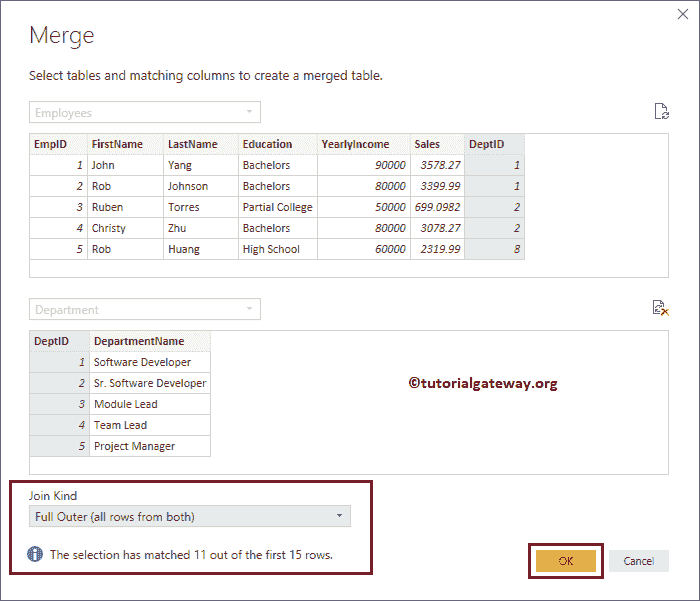 Merge
Select tables and matching columns to create a merged table.
Employees
EmpID FirstName LastName Education YearlyIncome Sales DeptID
1 John Yang Bachelors 90000 3578.27 1
2 Rob Johnson Bachelors 80000 3399.99 1
3 Ruben Torres Partial College 50000 699.0982 2
4 Christy Zhu Bachelors 80000 3078.27 2
5 Rob Huang High School 60000 2319.99 8
Department
DeptID DepartmentName
1 Software Developer
2 Sr. Software Developer
3 Module Lead
4 Team Lead
5 Project Manager
©tutorialgateway.org
Join Kind
Full Outer (all rows from both)
The selection has matched 11 out of the first 15 rows.
OK Cancel